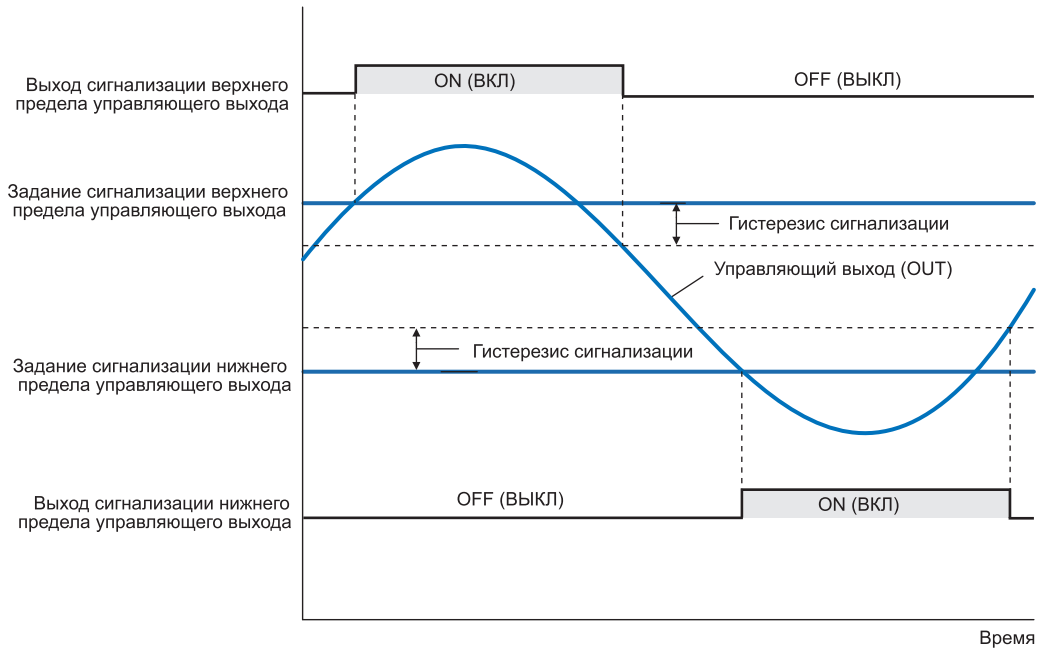 Выход сигнализации верхнего
предела управляющего выхода
ON (ВКЛ)
OFF (ВЫКЛ)
Задание сигнализации верхнего
предела управляющего выхода
Гистерезис сигнализации
Управляющий выход (OUT)
Гистерезис сигнализации
Задание сигнализации нижнего
предела управляющего выхода
Выход сигнализации нижнего
предела управляющего выхода
OFF (ВЫКЛ)
ON (ВКЛ)
Время